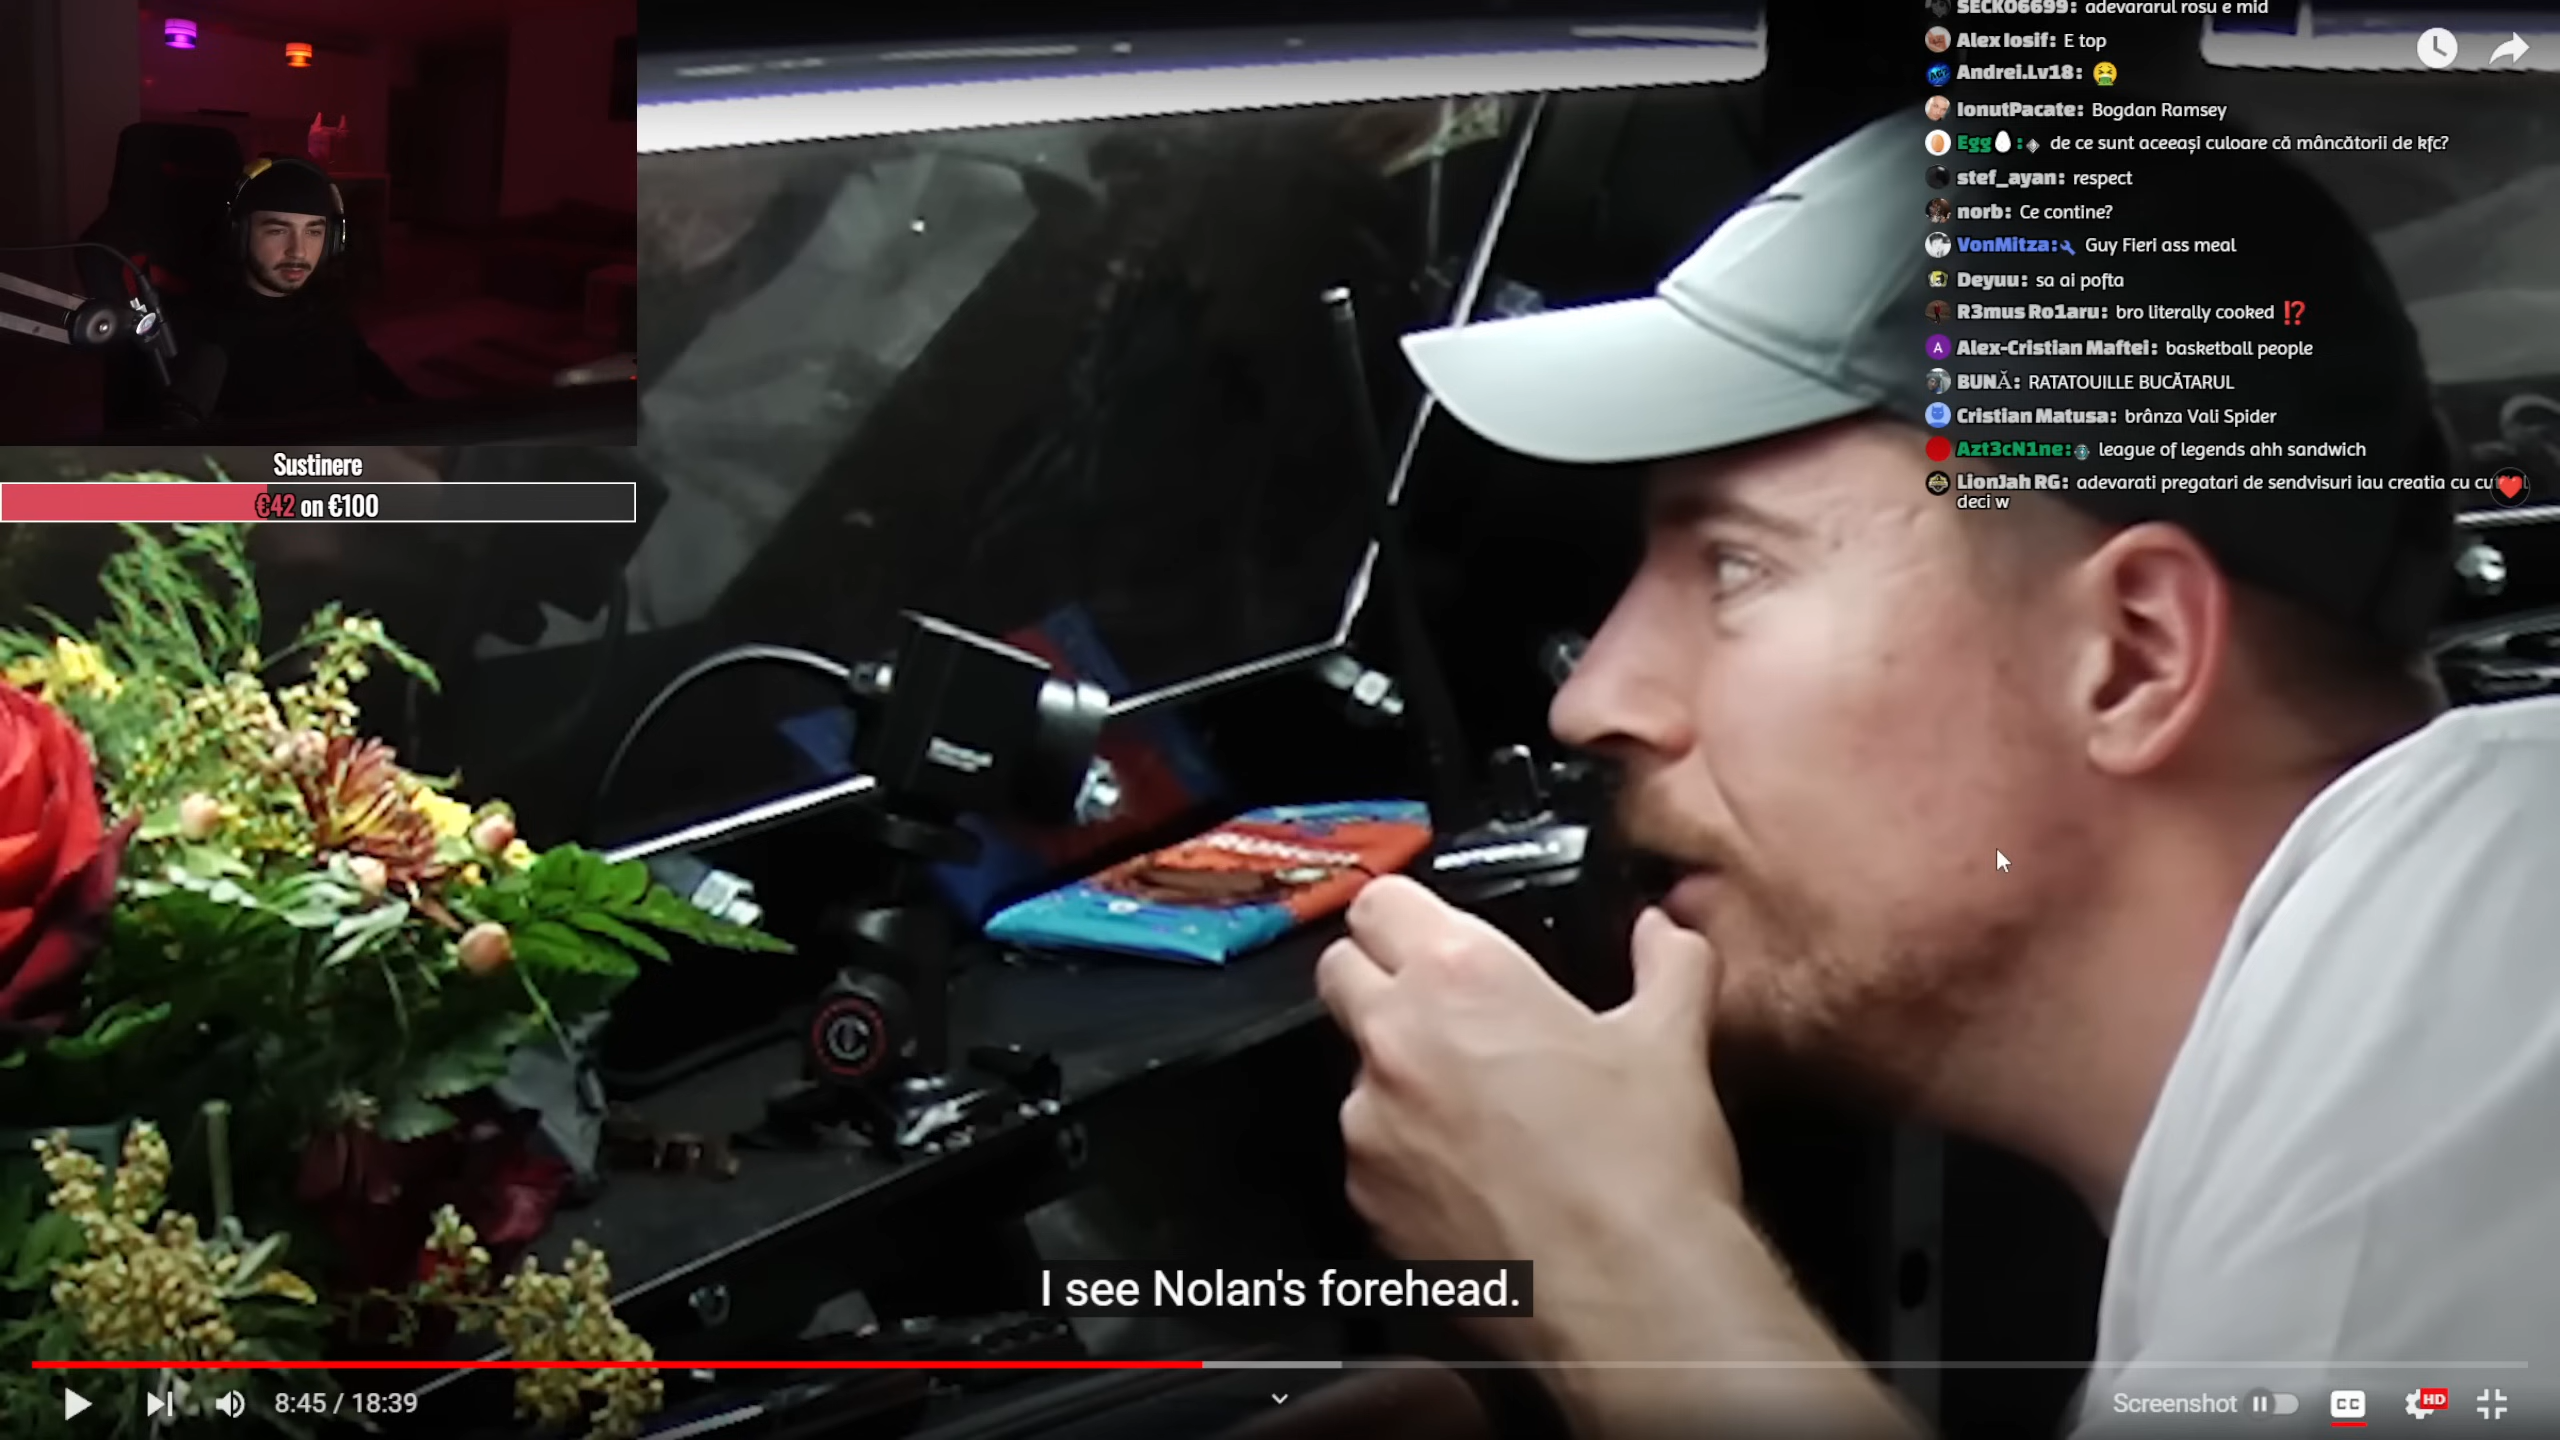 SECKO6699: adevararul rosu e mid
Alex Iosif: E top
Andrei.Lv18: 🤮
IonutPacate: Bogdan Ramsey
Egg🥚: de ce sunt aceeași culoare că mâncătorii de kfc?
stef_ayan: respect
norb: Ce contine?
VonMitza: Guy Fieri ass meal
Deyuu: sa ai pofta
R3mus Ro1aru: bro literally cooked ⁉️
A Alex-Cristian Maftei: basketball people
BUNĂ: RATATOUILLE BUCĂTARUL
Cristian Matusa: brânza Vali Spider
Azt3cN1ne: league of legends ahh sandwich
LionJah RG: adevarati pregatari de sendvisuri iau creatia cu
deci w
Sustinere
€42 on €100
MOTOROLA
I see Nolan's forehead.
8:45 / 18:39
Screenshot
CC
HD